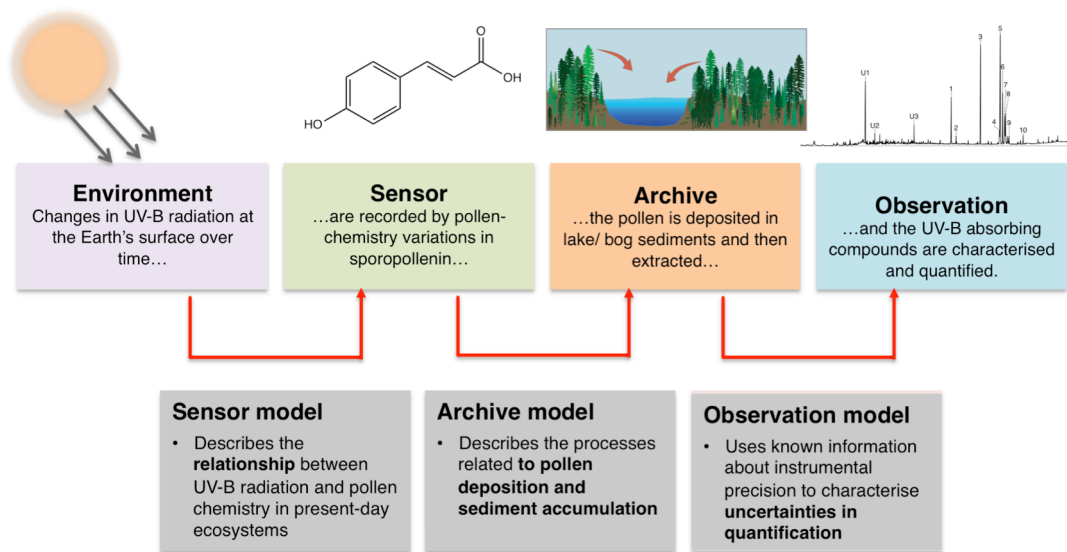 O
OH
HO
U1
U2
U3
1
2
3
4
5
6
7
8
9
10
Environment
Changes in UV-B radiation at
the Earth's surface over
time…
Sensor
…are recorded by pollen-
chemistry variations in
sporopollenin…
Archive
…the pollen is deposited in
lake/ bog sediments and then
extracted…
Observation
…and the UV-B absorbing
compounds are characterised
and quantified.
Sensor model
• Describes the
relationship between
UV-B radiation and pollen
chemistry in present-day
ecosystems
Archive model
• Describes the processes
related to pollen
deposition and
sediment accumulation
Observation model
• Uses known information
about instrumental
precision to characterise
uncertainties in
quantification